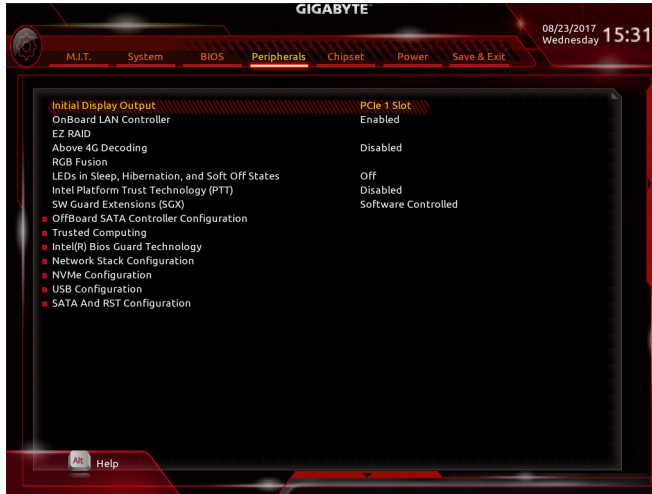 GIGABYTE
08/23/2017 Wednesday 15:31
M.I.T. System BIOS Peripherals Chipset Power Save & Exit
Initial Display Output PCIe 1 Slot
OnBoard LAN Controller Enabled
EZ RAID
Above 4G Decoding Disabled
RGB Fusion
LEDs in Sleep, Hibernation, and Soft Off States Off
Intel Platform Trust Technology (PTT) Disabled
SW Guard Extensions (SGX) Software Controlled
OffBoard SATA Controller Configuration
Trusted Computing
Intel(R) Bios Guard Technology
Network Stack Configuration
NVMe Configuration
USB Configuration
SATA And RST Configuration
Alt Help